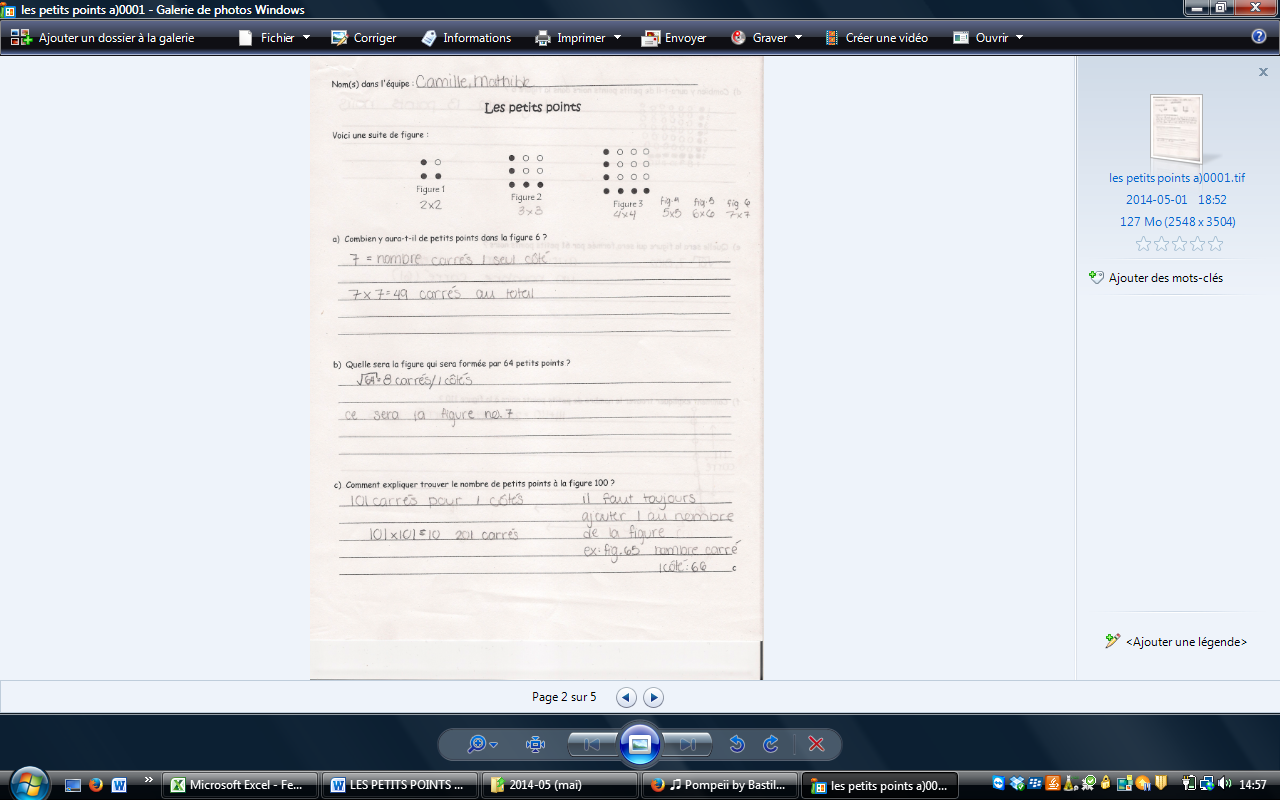 les petits points a)0001 - Galerie de photos Windows
Ajouter un dossier à la galerie
Fichier
Corriger
Informations
Imprimer
Envoyer
Graver
Créer une vidéo
Ouvrir
Nom(s) dans l'équipe : Camille, Mathilde
Les petits points
Voici une suite de figure :
Figure 1
Figure 2
Figure 3
fig. 4
fig. 5
fig 6
2x2
3x3
4x4
5x5
6x6
7x7
a) Combien y aura-t-il de petits points dans la figure 6 ?
7 = nombre carrés 1 seul côté
7x7=49 carrés au total
b) Quelle sera la figure qui sera formée par 64 petits points ?
√64= 8 carrés/1 côtés
ce sera la figure no. 7
c) Comment expliquer trouver le nombre de petits points à la figure 100 ?
101 carrés pour 1 côtés
101x101=10 201 carrés
il faut toujours
ajouter 1 au nombre
de la figure
ex: fig. 65 nombre carré
1 côté: 66
les petits points a)0001.tif
2014-05-01 18:52
127 Mo (2548 x 3504)
Ajouter des mots-clés
<Ajouter une légende>
Page 2 sur 5
Microsoft Excel - Fe...
LES PETITS POINTS ...
2014-05 (mai)
Pompeii by Bastil...
les petits points a)00...
14:57